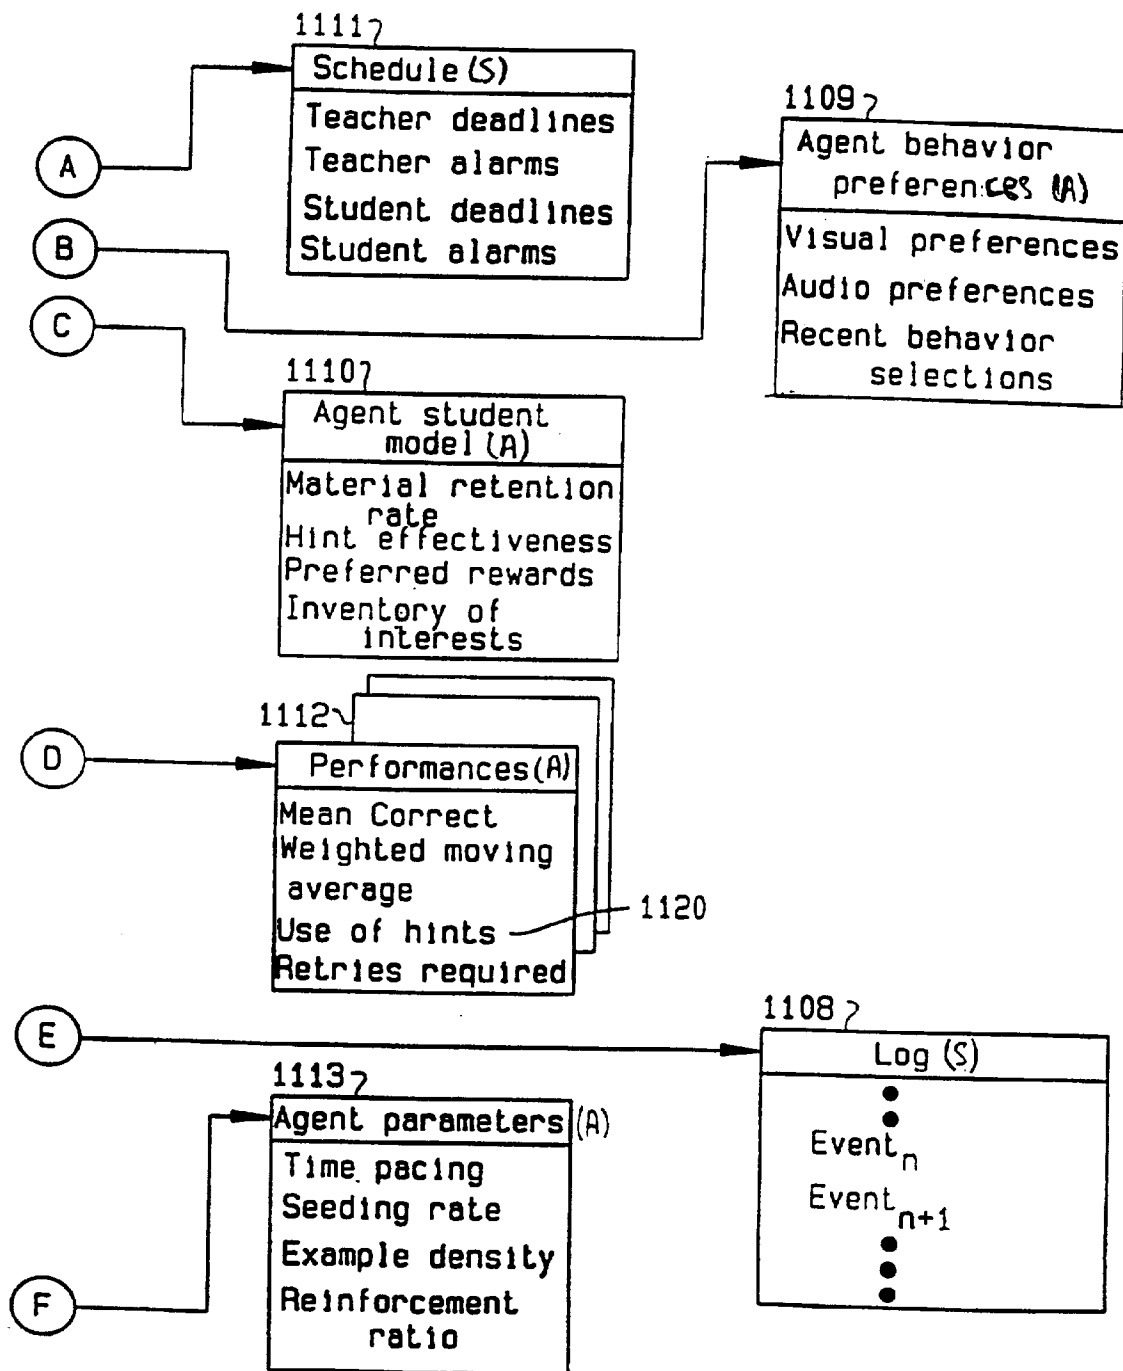 1111
Schedule (S)
Teacher deadlines
Teacher alarms
Student deadlines
Student alarms
A
B
C
1109
Agent behavior
preferences (A)
Visual preferences
Audio preferences
Recent behavior
selections
1110
Agent student
model (A)
Material retention
rate
Hint effectiveness
Preferred rewards
Inventory of
interests
D
1112
Performances (A)
Mean Correct
Weighted moving
average
Use of hints
1120
Retries required
E
1108
Log (S)
Event n
Event n+1
F
1113
Agent parameters (A)
Time pacing
Seeding rate
Example density
Reinforcement
ratio